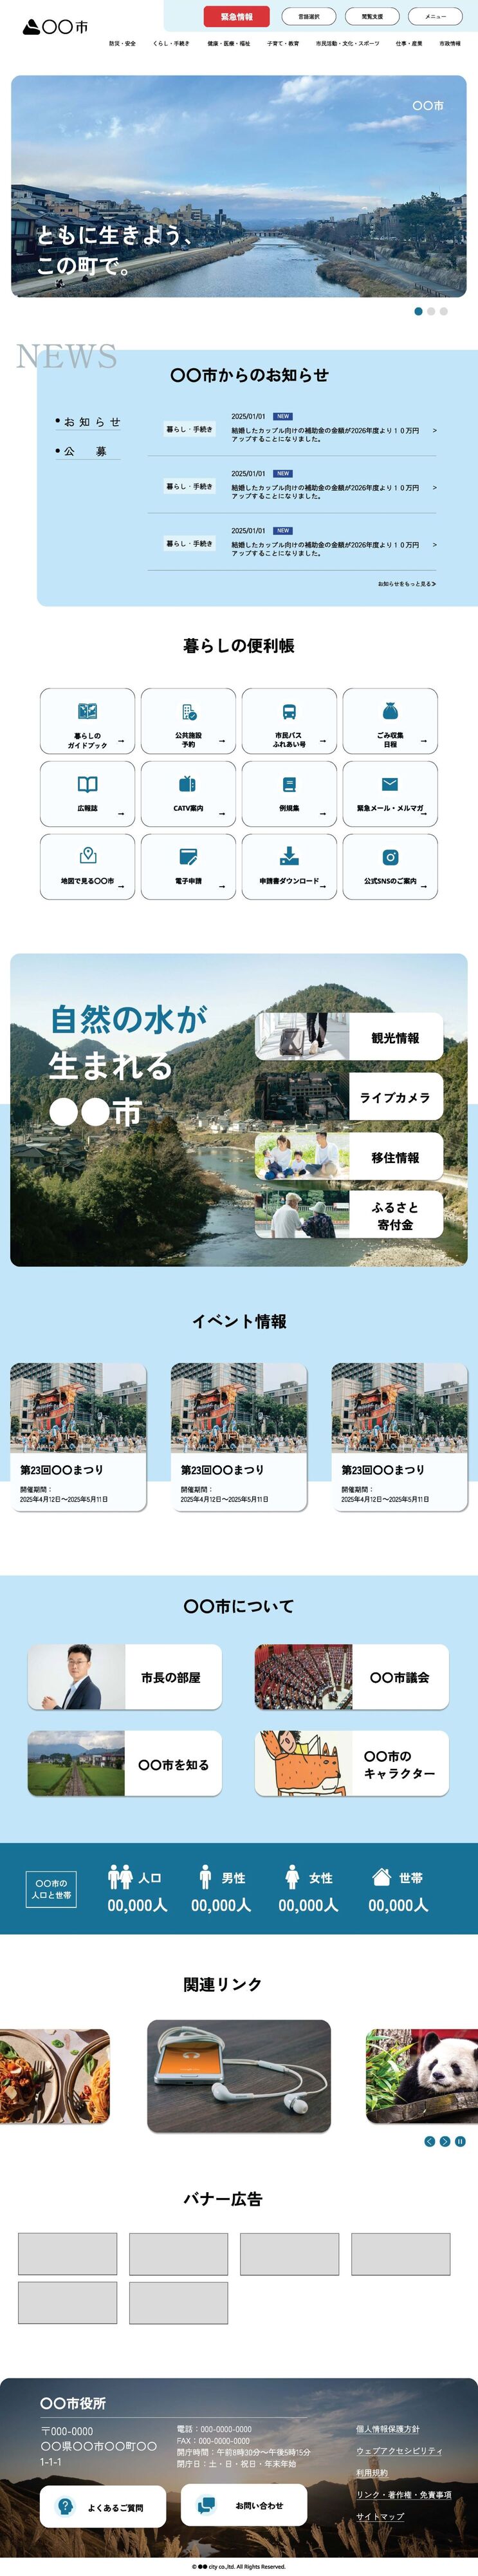 〇〇市
緊急情報
言語選択
閲覧支援
メニュー
防災・安全
くらし・手続き
健康・医療・福祉
子育て・教育
市民活動・文化・スポーツ
仕事・産業
市政情報
〇〇市
ともに生きよう、
この町で。
NEWS
〇〇市からのお知らせ
お知らせ
公募
暮らし・手続き
2025/01/01 NEW
結婚したカップル向けの補助金の金額が2026年度より１０万円
アップすることになりました。
>
暮らし・手続き
2025/01/01 NEW
結婚したカップル向けの補助金の金額が2026年度より１０万円
アップすることになりました。
>
暮らし・手続き
2025/01/01 NEW
結婚したカップル向けの補助金の金額が2026年度より１０万円
アップすることになりました。
>
お知らせをもっと見る≫
暮らしの便利帳
暮らしの
ガイドブック
公共施設
予約
市民バス
ふれあい号
ごみ収集
日程
広報誌
CATV案内
例規集
緊急メール・メルマガ
地図で見る〇〇市
電子申請
申請書ダウンロード
公式SNSのご案内
自然の水が
生まれる
●●市
観光情報
ライブカメラ
移住情報
ふるさと
寄付金
イベント情報
第23回〇〇まつり
開催期間：
2025年4月12日〜2025年5月11日
第23回〇〇まつり
開催期間：
2025年4月12日〜2025年5月11日
第23回〇〇まつり
開催期間：
2025年4月12日〜2025年5月11日
〇〇市について
市長の部屋
〇〇市議会
〇〇市を知る
〇〇市の
キャラクター
〇〇市の
人口と世帯
人口
00,000人
男性
00,000人
女性
00,000人
世帯
00,000人
関連リンク
バナー広告
〇〇市役所
〒000-0000
〇〇県〇〇市〇〇町〇〇
1-1-1
電話：000-0000-0000
FAX：000-0000-0000
開庁時間：午前8時30分〜午後5時15分
閉庁日：土・日・祝日・年末年始
よくあるご質問
お問い合わせ
個人情報保護方針
ウェブアクセシビリティ
利用規約
リンク・著作権・免責事項
サイトマップ
© ●● city co.,ltd. All Rights Reserved.